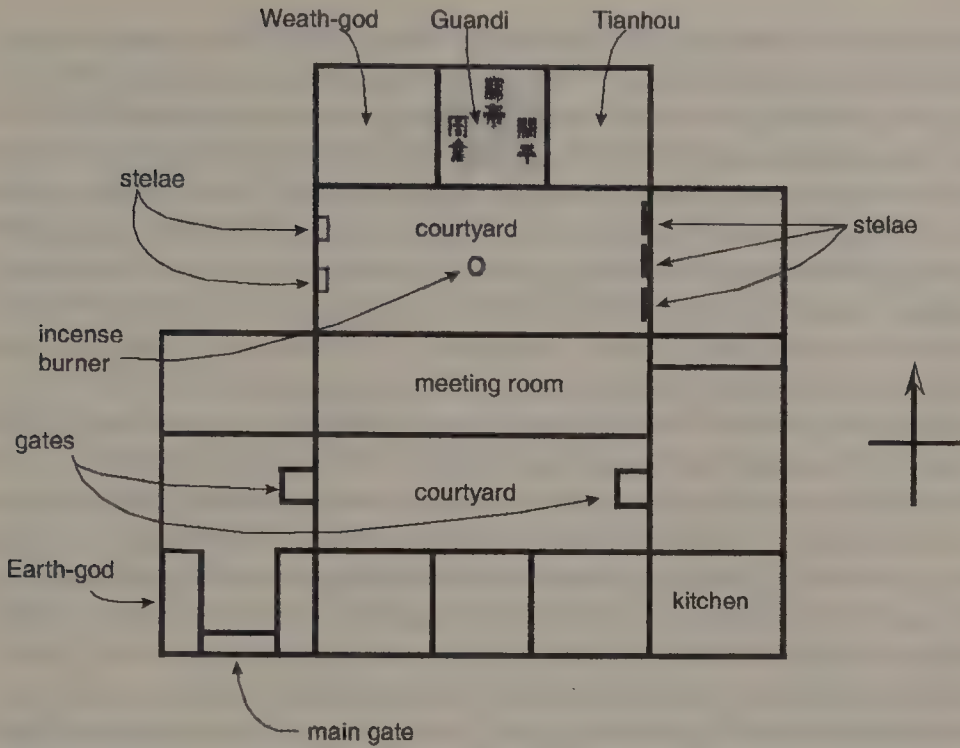 Weath-god
Guandi
Tianhou
關帝
周倉
關平
stelae
courtyard
stelae
incense
burner
meeting room
gates
courtyard
Earth-god
kitchen
main gate